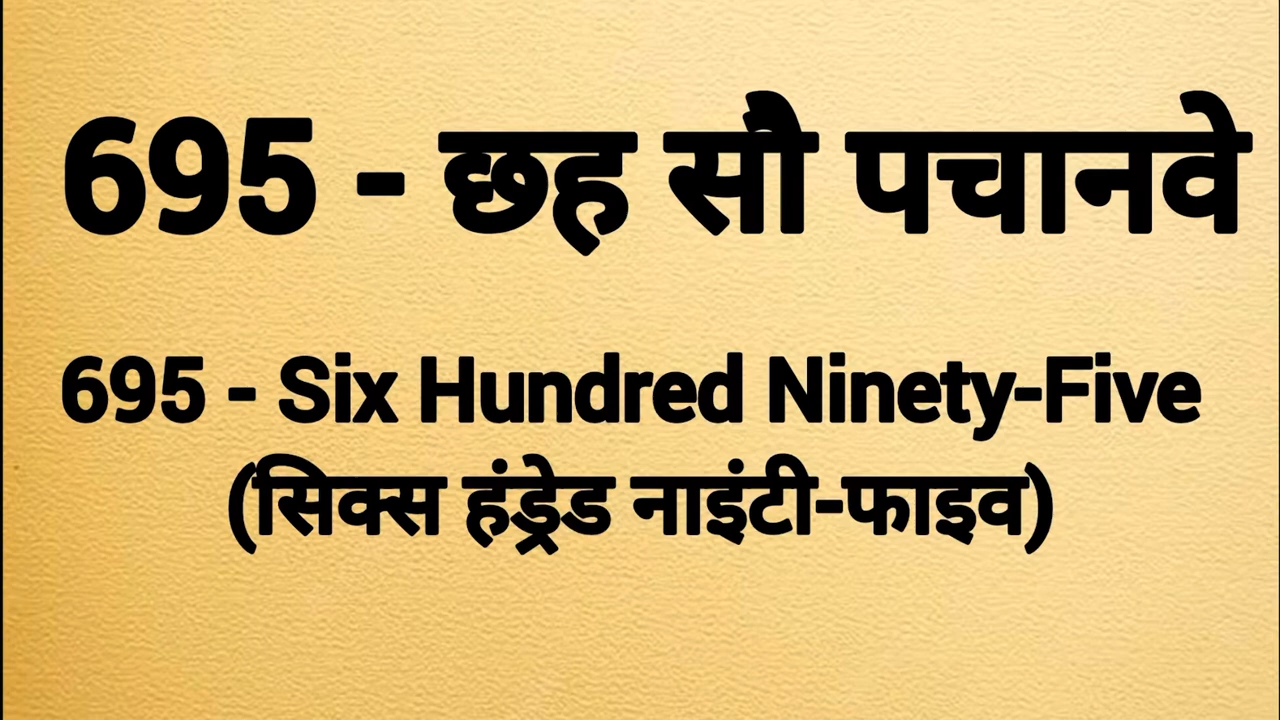 695 - छह सौ पचानवे
695 - Six Hundred Ninety-Five
(सिक्स हंड्रेड नाइंटी-फाइव)